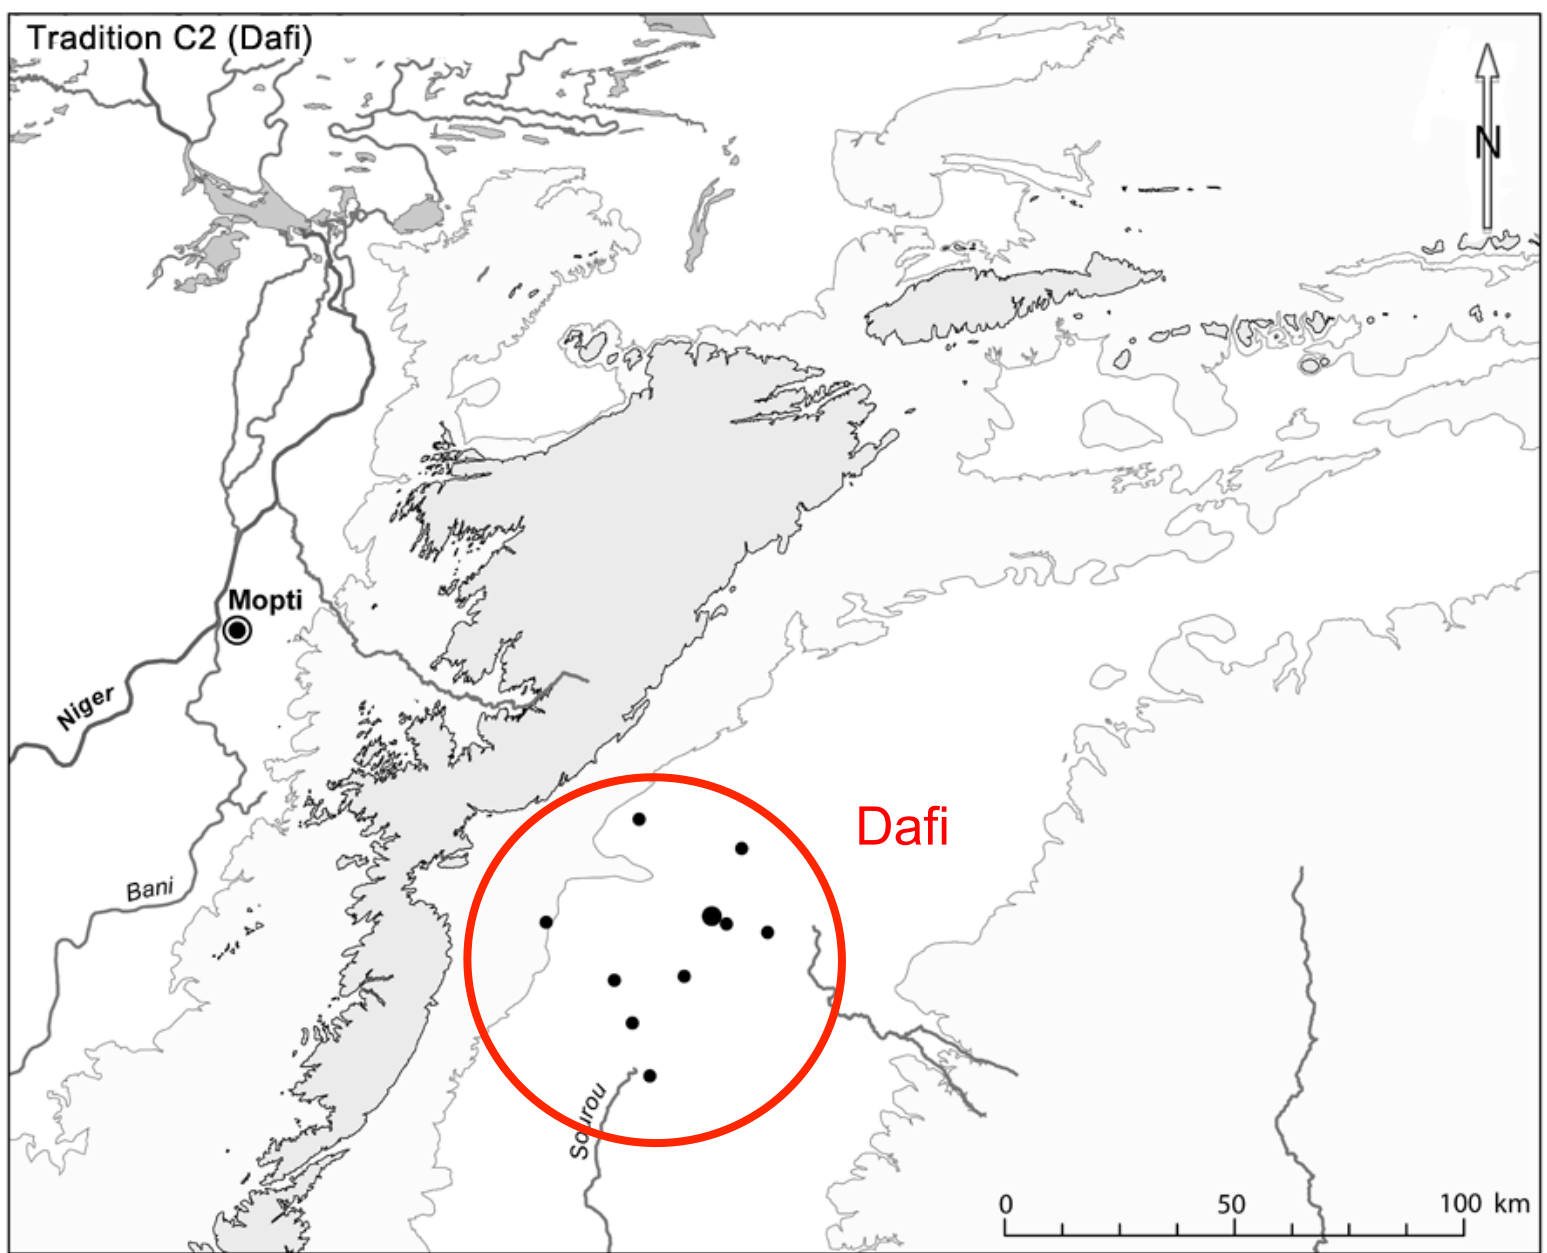 Tradition C2 (Dafi)
N
Mopti
Niger
Dafi
Bani
Sourou
0 50 100 km